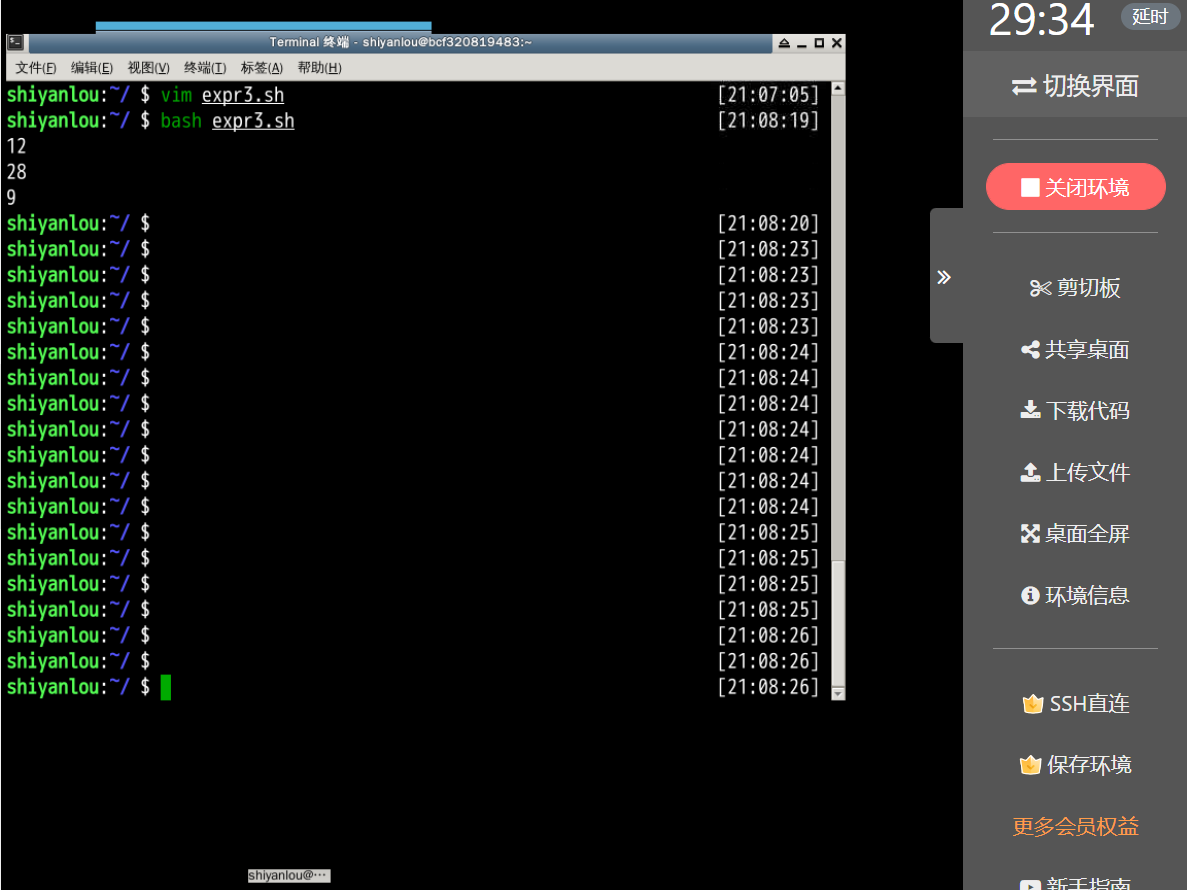 Terminal 终端 - shiyanlou@bcf320819483:~
文件(F) 编辑(E) 视图(V) 终端(T) 标签(A) 帮助(H)
shiyanlou:~/ $ vim expr3.sh [21:07:05]
shiyanlou:~/ $ bash expr3.sh [21:08:19]
12
28
9
shiyanlou:~/ $ [21:08:20]
shiyanlou:~/ $ [21:08:23]
shiyanlou:~/ $ [21:08:23]
shiyanlou:~/ $ [21:08:23]
shiyanlou:~/ $ [21:08:23]
shiyanlou:~/ $ [21:08:24]
shiyanlou:~/ $ [21:08:24]
shiyanlou:~/ $ [21:08:24]
shiyanlou:~/ $ [21:08:24]
shiyanlou:~/ $ [21:08:24]
shiyanlou:~/ $ [21:08:24]
shiyanlou:~/ $ [21:08:24]
shiyanlou:~/ $ [21:08:25]
shiyanlou:~/ $ [21:08:25]
shiyanlou:~/ $ [21:08:25]
shiyanlou:~/ $ [21:08:25]
shiyanlou:~/ $ [21:08:26]
shiyanlou:~/ $ [21:08:26]
shiyanlou:~/ $ [21:08:26]
shiyanlou@···
29:34 延时
切换界面
关闭环境
剪切板
共享桌面
下载代码
上传文件
桌面全屏
环境信息
SSH直连
保存环境
更多会员权益
新手指南